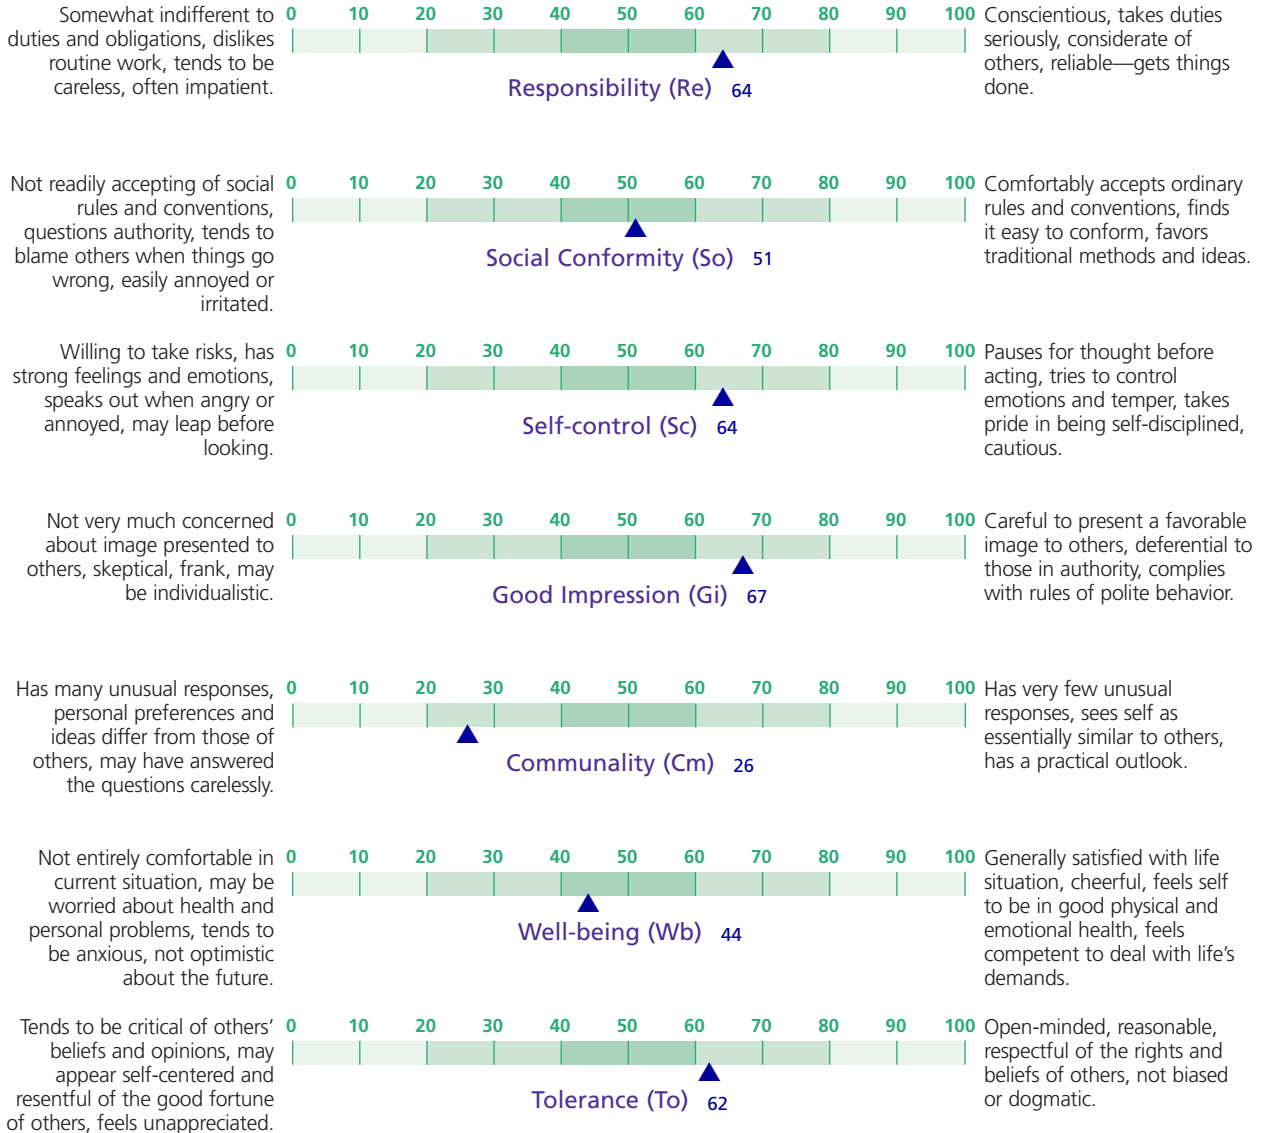 Somewhat indifferent to
duties and obligations, dislikes
routine work, tends to be
careless, often impatient.
0 10 20 30 40 50 60 70 80 90 100
Responsibility (Re) 64
Conscientious, takes duties
seriously, considerate of
others, reliable—gets things
done.
Not readily accepting of social
rules and conventions,
questions authority, tends to
blame others when things go
wrong, easily annoyed or
irritated.
0 10 20 30 40 50 60 70 80 90 100
Social Conformity (So) 51
Comfortably accepts ordinary
rules and conventions, finds
it easy to conform, favors
traditional methods and ideas.
Willing to take risks, has
strong feelings and emotions,
speaks out when angry or
annoyed, may leap before
looking.
0 10 20 30 40 50 60 70 80 90 100
Self-control (Sc) 64
Pauses for thought before
acting, tries to control
emotions and temper, takes
pride in being self-disciplined,
cautious.
Not very much concerned
about image presented to
others, skeptical, frank, may
be individualistic.
0 10 20 30 40 50 60 70 80 90 100
Good Impression (Gi) 67
Careful to present a favorable
image to others, deferential to
those in authority, complies
with rules of polite behavior.
Has many unusual responses,
personal preferences and
ideas differ from those of
others, may have answered
the questions carelessly.
0 10 20 30 40 50 60 70 80 90 100
Communality (Cm) 26
Has very few unusual
responses, sees self as
essentially similar to others,
has a practical outlook.
Not entirely comfortable in
current situation, may be
worried about health and
personal problems, tends to
be anxious, not optimistic
about the future.
0 10 20 30 40 50 60 70 80 90 100
Well-being (Wb) 44
Generally satisfied with life
situation, cheerful, feels self
to be in good physical and
emotional health, feels
competent to deal with life’s
demands.
Tends to be critical of others’
beliefs and opinions, may
appear self-centered and
resentful of the good fortune
of others, feels unappreciated.
0 10 20 30 40 50 60 70 80 90 100
Tolerance (To) 62
Open-minded, reasonable,
respectful of the rights and
beliefs of others, not biased
or dogmatic.